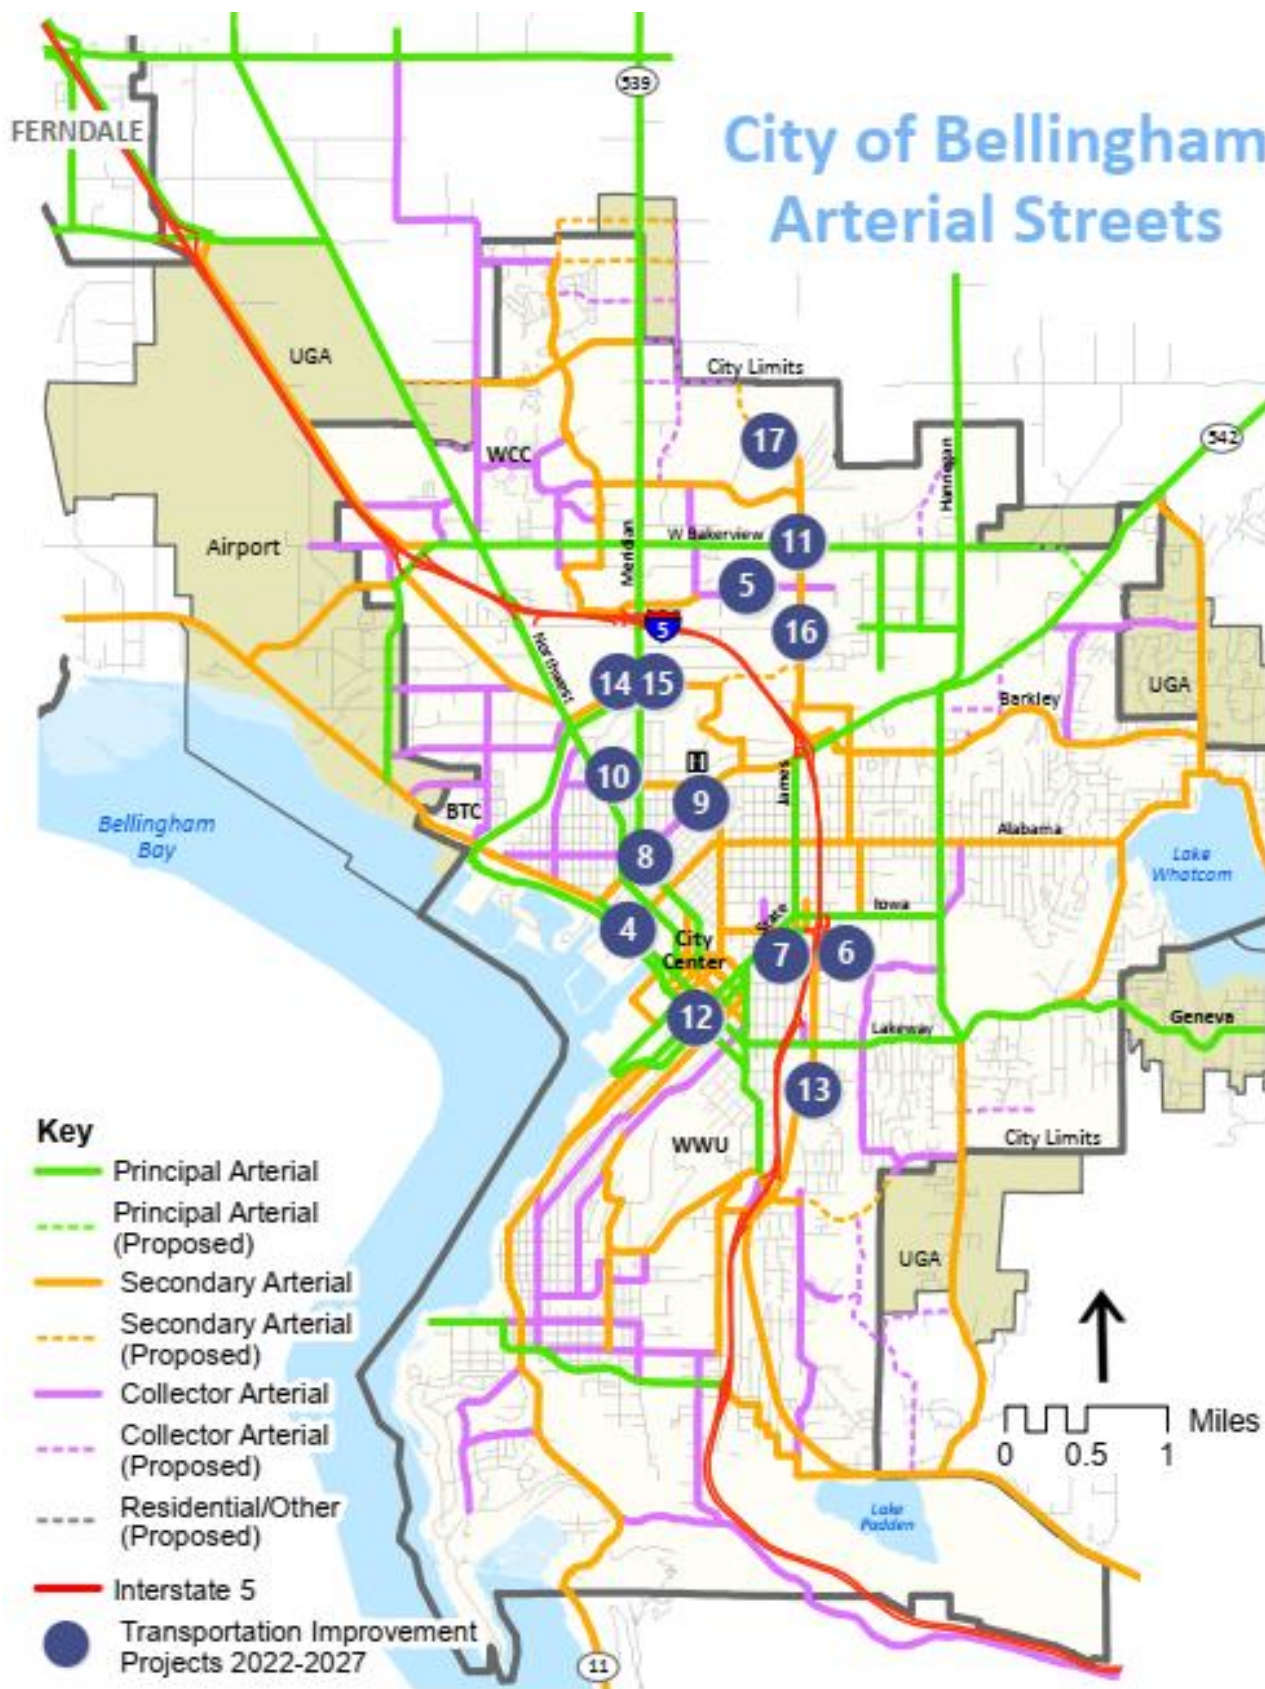 539
City of Bellingham
Arterial Streets
FERNDALE
UGA
City Limits
17
542
WCC
Hannegan
Airport
Meridian
W Bakerview
11
5
16
5
Northwest
14
15
UGA
Barkley
10
H
9
James
BTC
Bellingham
Bay
8
Alabama
Lake
Whatcom
4
State
Iowa
City
Center
7
6
12
Lakeway
Geneva
13
WWU
City Limits
UGA
Key
Principal Arterial
Principal Arterial
(Proposed)
Secondary Arterial
Secondary Arterial
(Proposed)
Collector Arterial
Collector Arterial
(Proposed)
Residential/Other
(Proposed)
Interstate 5
Transportation Improvement
Projects 2022-2027
Miles
0 0.5 1
Lake
Padden
11